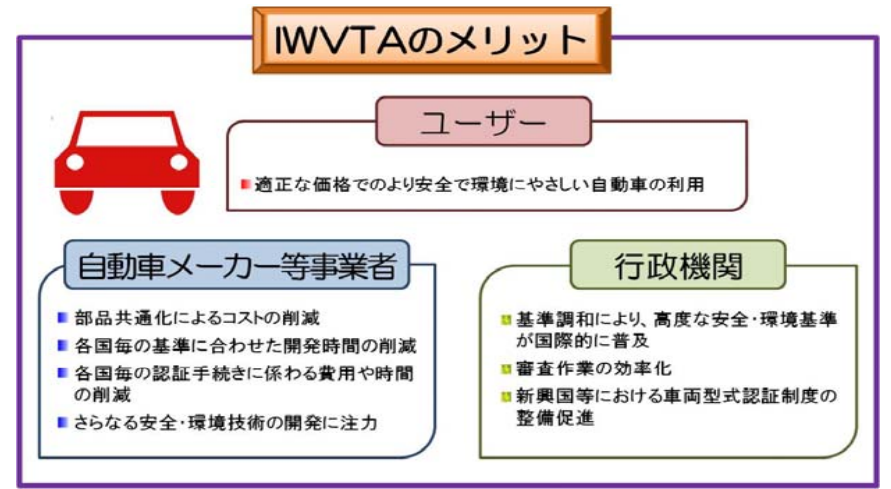 IWVTAのメリット
ユーザー
適正な価格でのより安全で環境にやさしい自動車の利用
自動車メーカー等事業者
部品共通化によるコストの削減
各国毎の基準に合わせた開発時間の削減
各国毎の認証手続きに係わる費用や時間
の削減
さらなる安全・環境技術の開発に注力
行政機関
基準調和により、高度な安全・環境基準
が国際的に普及
審査作業の効率化
新興国等における車両型式認証制度の
整備促進